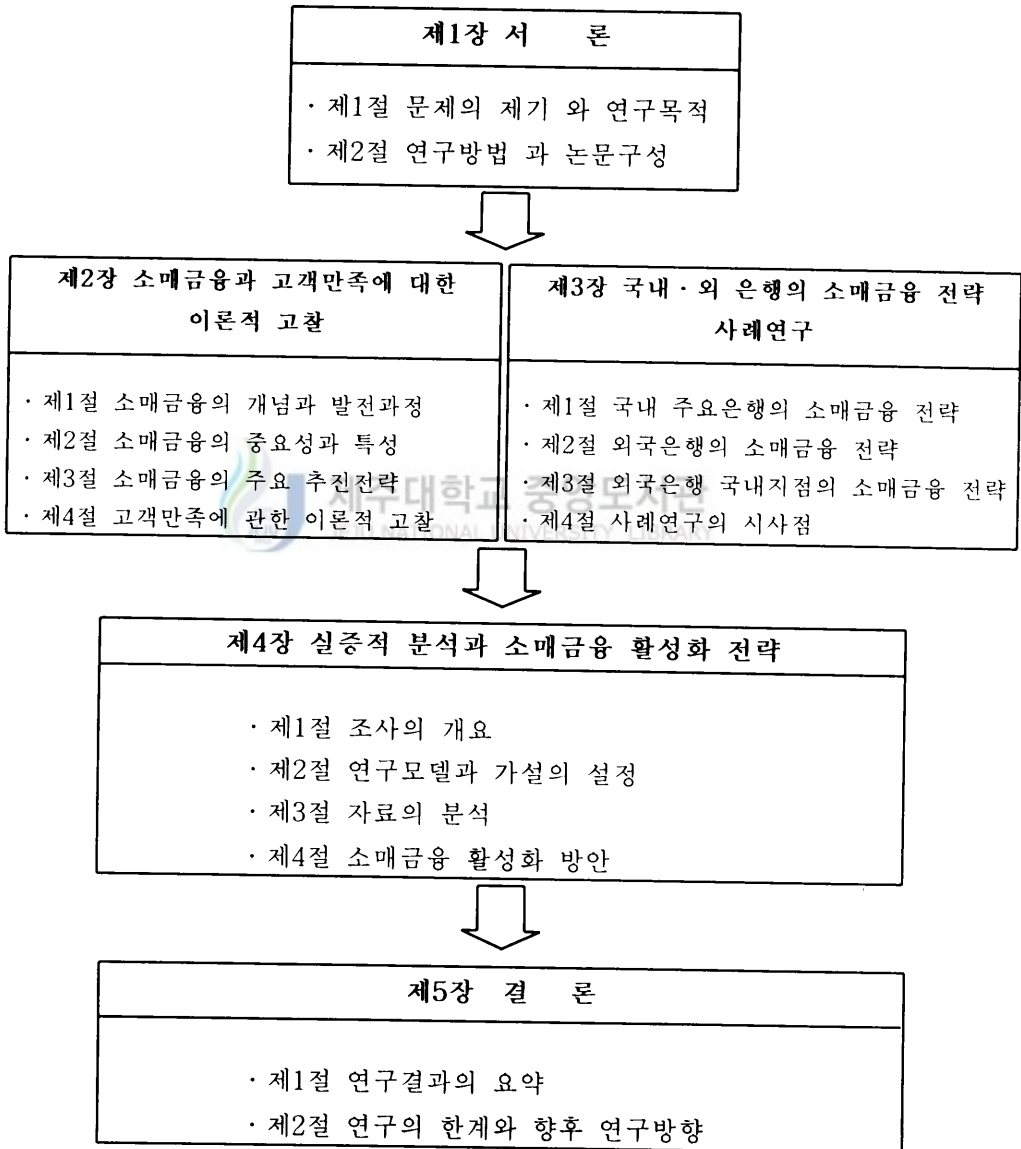 제1장 서 론
· 제1절 문제의 제기 와 연구목적
· 제2절 연구방법 과 논문구성
제2장 소매금융과 고객만족에 대한
이론적 고찰
· 제1절 소매금융의 개념과 발전과정
· 제2절 소매금융의 중요성과 특성
· 제3절 소매금융의 주요 추진전략
· 제4절 고객만족에 관한 이론적 고찰
제3장 국내 · 외 은행의 소매금융 전략
사례연구
· 제1절 국내 주요은행의 소매금융 전략
· 제2절 외국은행의 소매금융 전략
· 제3절 외국은행 국내지점의 소매금융 전략
· 제4절 사례연구의 시사점
제주대학교 중앙도서관
JEJU NATIONAL UNIVERSITY LIBRARY
제4장 실증적 분석과 소매금융 활성화 전략
· 제1절 조사의 개요
· 제2절 연구모델과 가설의 설정
· 제3절 자료의 분석
· 제4절 소매금융 활성화 방안
제5장 결 론
· 제1절 연구결과의 요약
· 제2절 연구의 한계와 향후 연구방향